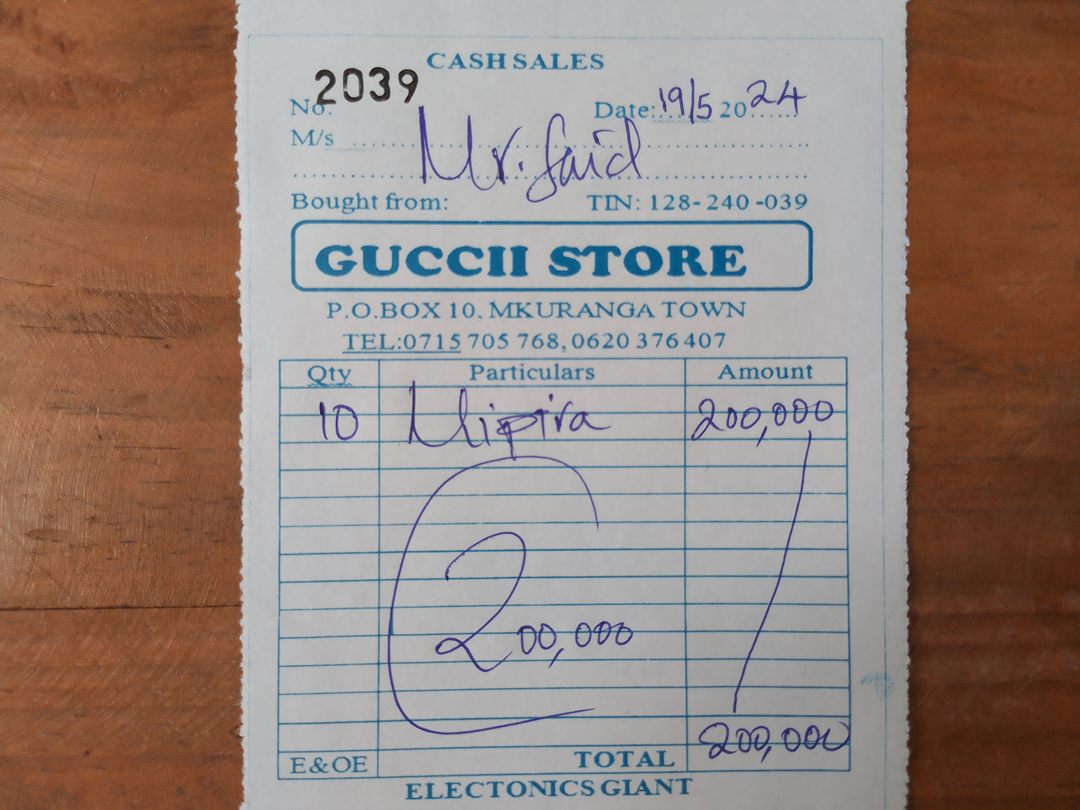 CASH SALES
No. 2039 Date: 19/5 2024
M/s Mr. Said
Bought from: TIN: 128-240-039
GUCCII STORE
P.O.BOX 10, MKURANGA TOWN
TEL:0715 705 768, 0620 376407
Qty Particulars Amount
10 Mipira 200,000
200,000
200,000
E&OE TOTAL
ELECTONICS GIANT